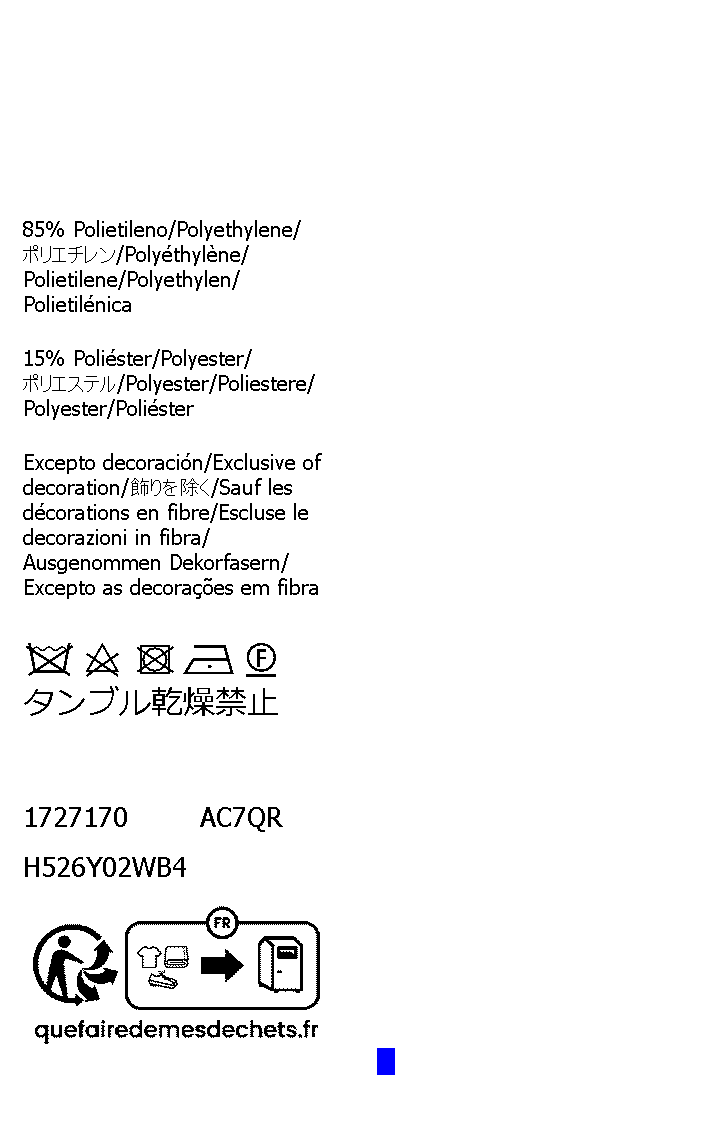 85% Polietileno/Polyethylene/
ポリエチレン/Polyéthylène/
Polietilene/Polyethylen/
Polietilénica
15% Poliéster/Polyester/
ポリエステル/Polyester/Poliestere/
Polyester/Poliéster
Excepto decoración/Exclusive of
decoration/飾りを除く/Sauf les
décorations en fibre/Escluse le
decorazioni in fibra/
Ausgenommen Dekorfasern/
Excepto as decorações em fibra
F
タンブル乾燥禁止
1727170 AC7QR
H526Y02WB4
FR
quefairedemesdechets.fr